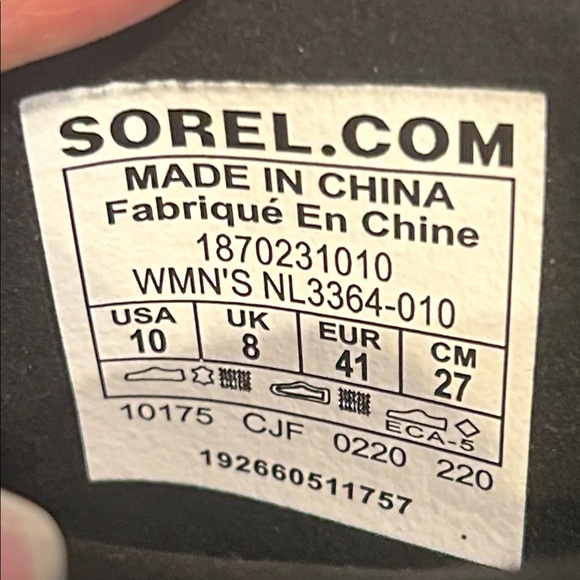 SOREL.COM
MADE IN CHINA
Fabriqué En Chine
1870231010
WMN'S NL3364-010
USA UK EUR CM
10 8 41 27
ECA-5
10175 CJF 0220 220
192660511757